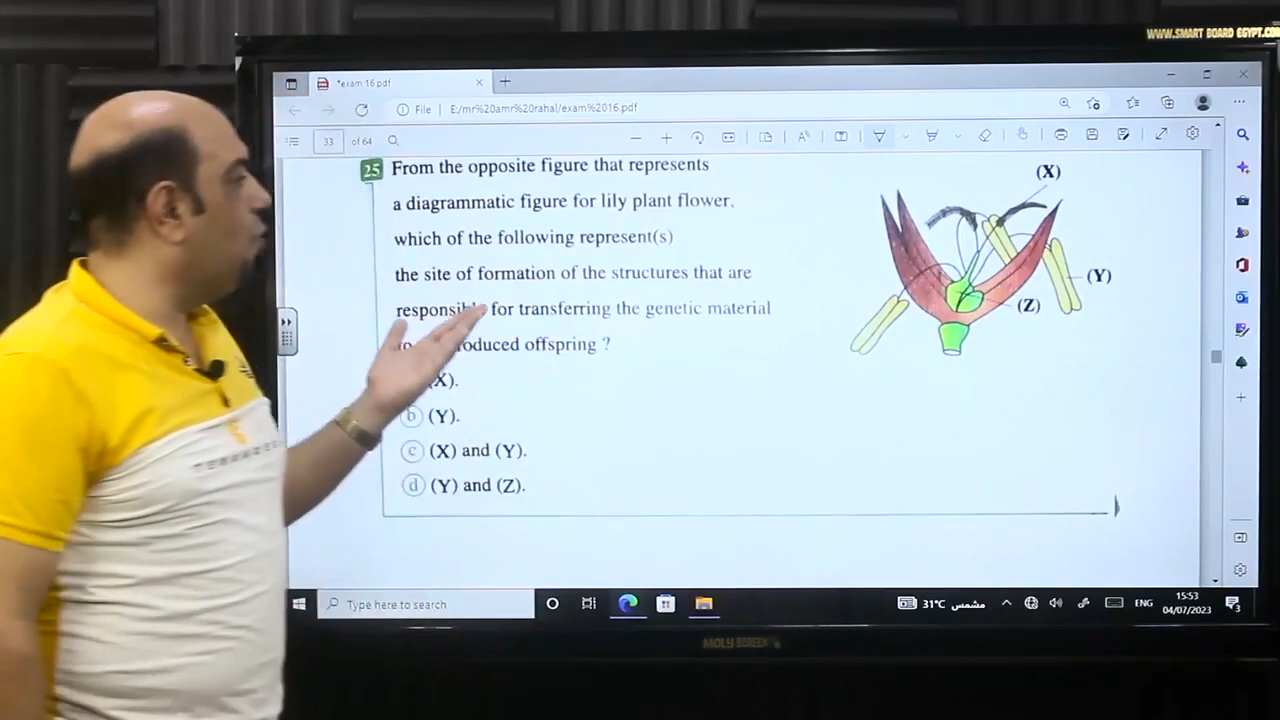 WWW.SMART BOARD EGYPT.COM
*exam 16.pdf
File | E:/mr%20amr%20rahal/exam%2016.pdf
33 of 64
25 From the opposite figure that represents
a diagrammatic figure for lily plant flower,
which of the following represent(s)
the site of formation of the structures that are
for transferring the genetic material
offspring ?
(X)
(Y)
(Z)
X).
b (Y).
c (X) and (Y).
d (Y) and (Z).
Type here to search
31°C مشمس
ENG
15:53
04/07/2023
3
MOLY SCREEN